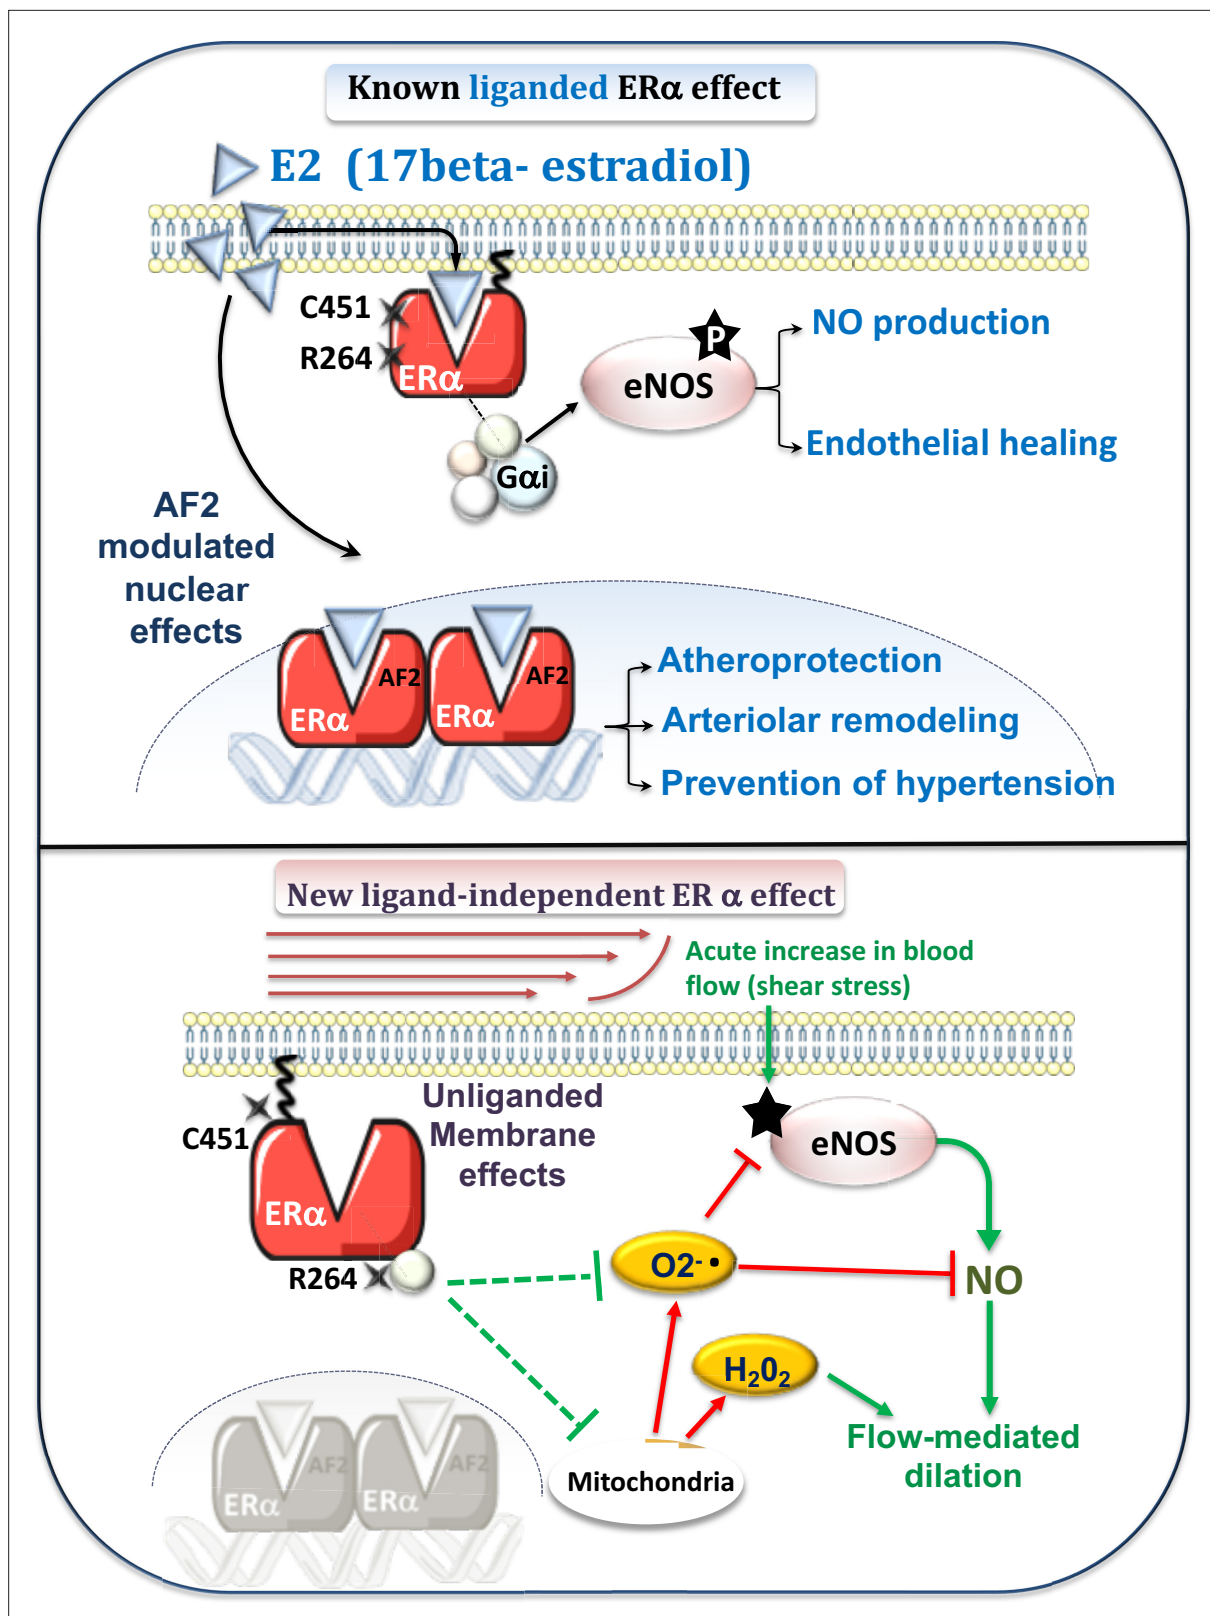 Known liganded ERα effect
E2 (17beta- estradiol)
C451
R264
ERα
Gαi
P
eNOS
NO production
Endothelial healing
AF2
modulated
nuclear
effects
AF2
ERα
AF2
ERα
Atheroprotection
Arteriolar remodeling
Prevention of hypertension
New ligand-independent ER α effect
Acute increase in blood
flow (shear stress)
Unliganded
Membrane
effects
C451
ERα
R264
eNOS
O2⁻ •
NO
H₂0₂
Flow-mediated
dilation
Mitochondria
AF2
ERα
AF2
ERα